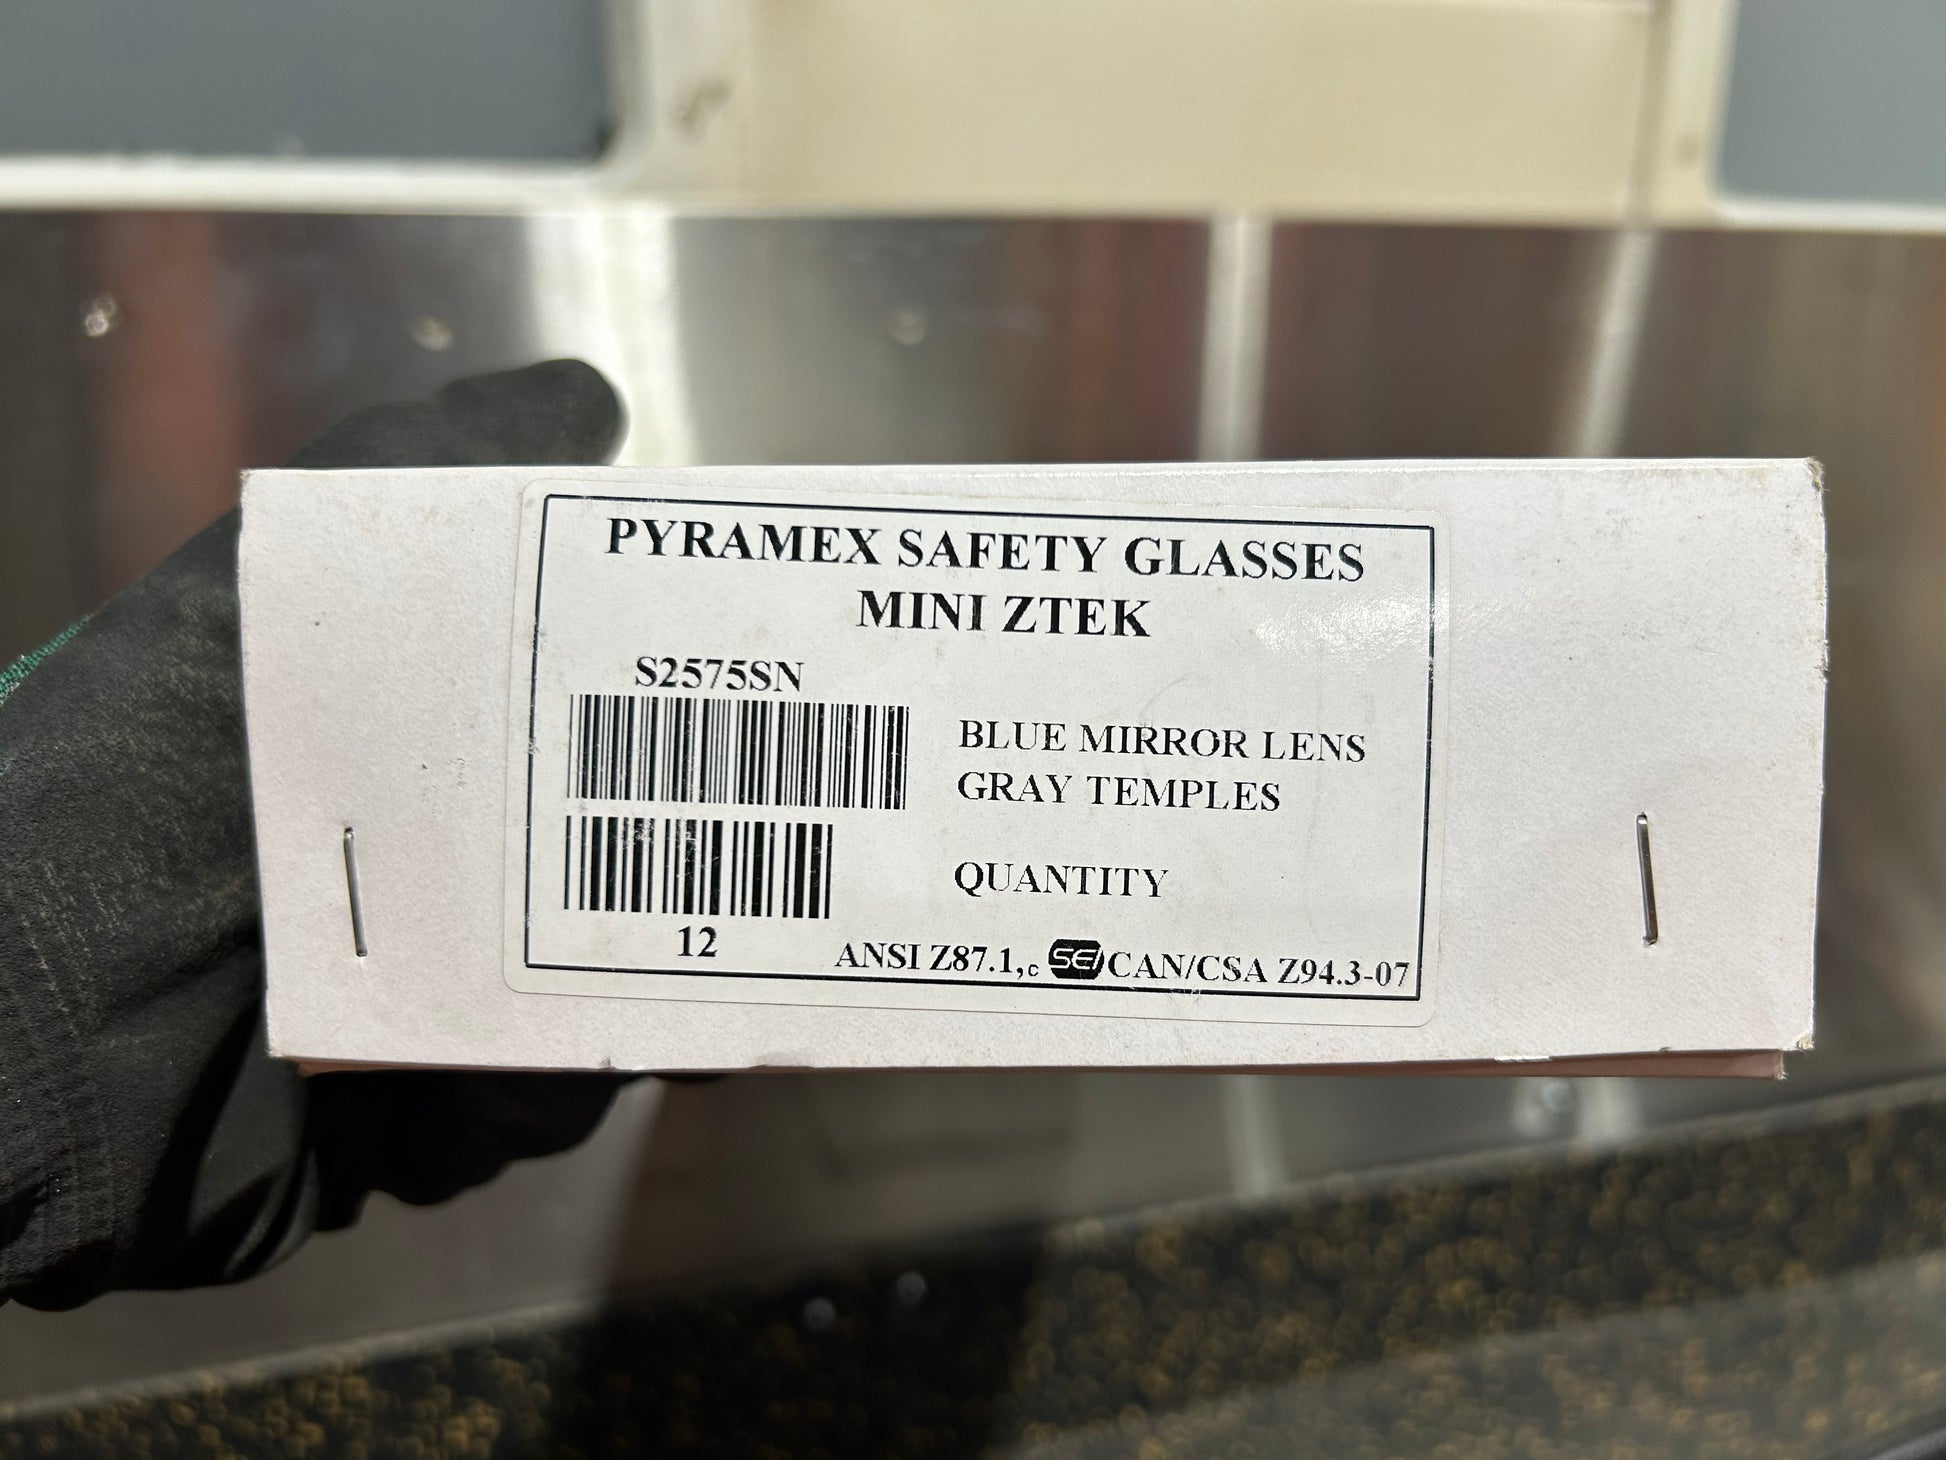 PYRAMEX SAFETY GLASSES
MINI ZTEK
S2575SN
BLUE MIRROR LENS
GRAY TEMPLES
QUANTITY
12
ANSI Z87.1,c SEI CAN/CSA Z94.3-07